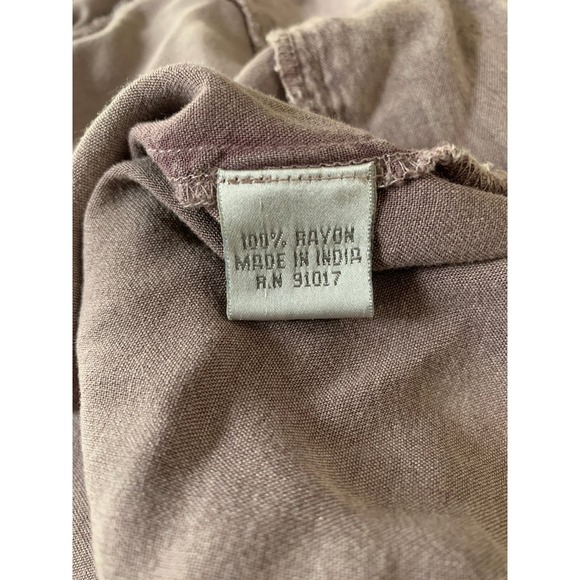 100% RAYON
MADE IN INDIA
R.N 91017